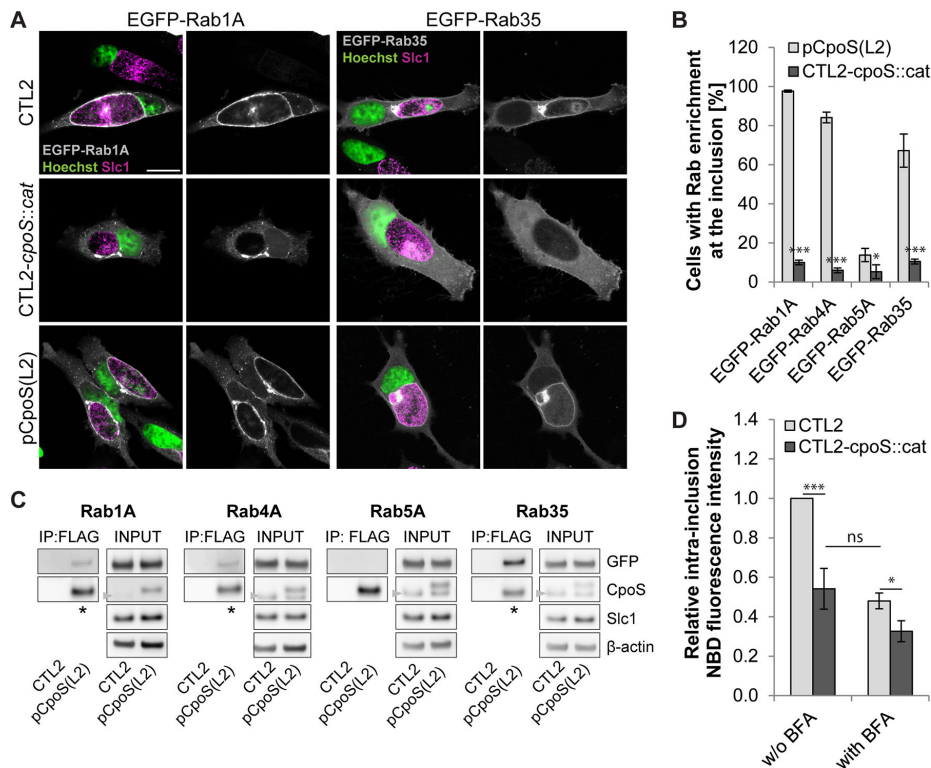 A
EGFP-Rab1A
EGFP-Rab35
CTL2
CTL2-cpoS::cat
pCpoS(L2)
EGFP-Rab1A
Hoechst Slc1
EGFP-Rab35
Hoechst Slc1
B
Cells with Rab enrichment
at the inclusion [%]
120
100
80
60
40
20
0
pCpoS(L2)
CTL2-cpoS::cat
***
***
*
***
EGFP-Rab1A
EGFP-Rab4A
EGFP-Rab5A
EGFP-Rab35
C
Rab1A
Rab4A
Rab5A
Rab35
IP:FLAG INPUT
IP:FLAG INPUT
IP: FLAG INPUT
IP:FLAG INPUT
GFP
CpoS
Slc1
β-actin
*
*
*
CTL2
pCpoS(L2)
CTL2
pCpoS(L2)
CTL2
pCpoS(L2)
CTL2
pCpoS(L2)
CTL2
pCpoS(L2)
CTL2
pCpoS(L2)
CTL2
pCpoS(L2)
CTL2
pCpoS(L2)
D
Relative intra-inclusion
NBD fluorescence intensity
1.4
1.2
1.0
0.8
0.6
0.4
0.2
0.0
CTL2
CTL2-cpoS::cat
***
ns
*
w/o BFA
with BFA